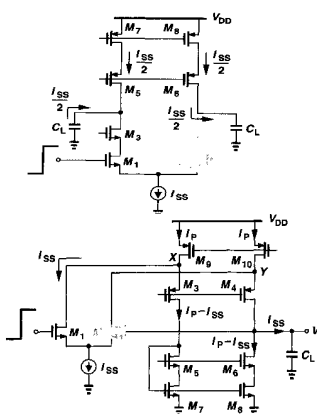 V_DD
M_7 M_8
I_SS/2 I_SS/2
M_5 M_6
I_SS/2 I_SS/2
C_L M_3 C_L
M_1
I_SS
V_DD
I_P I_P
I_SS X M_9 M_10 Y
M_3 M_4
I_P–I_SS I_SS
M_1 I_P–I_SS
I_SS M_5 M_6 C_L
M_7 M_8